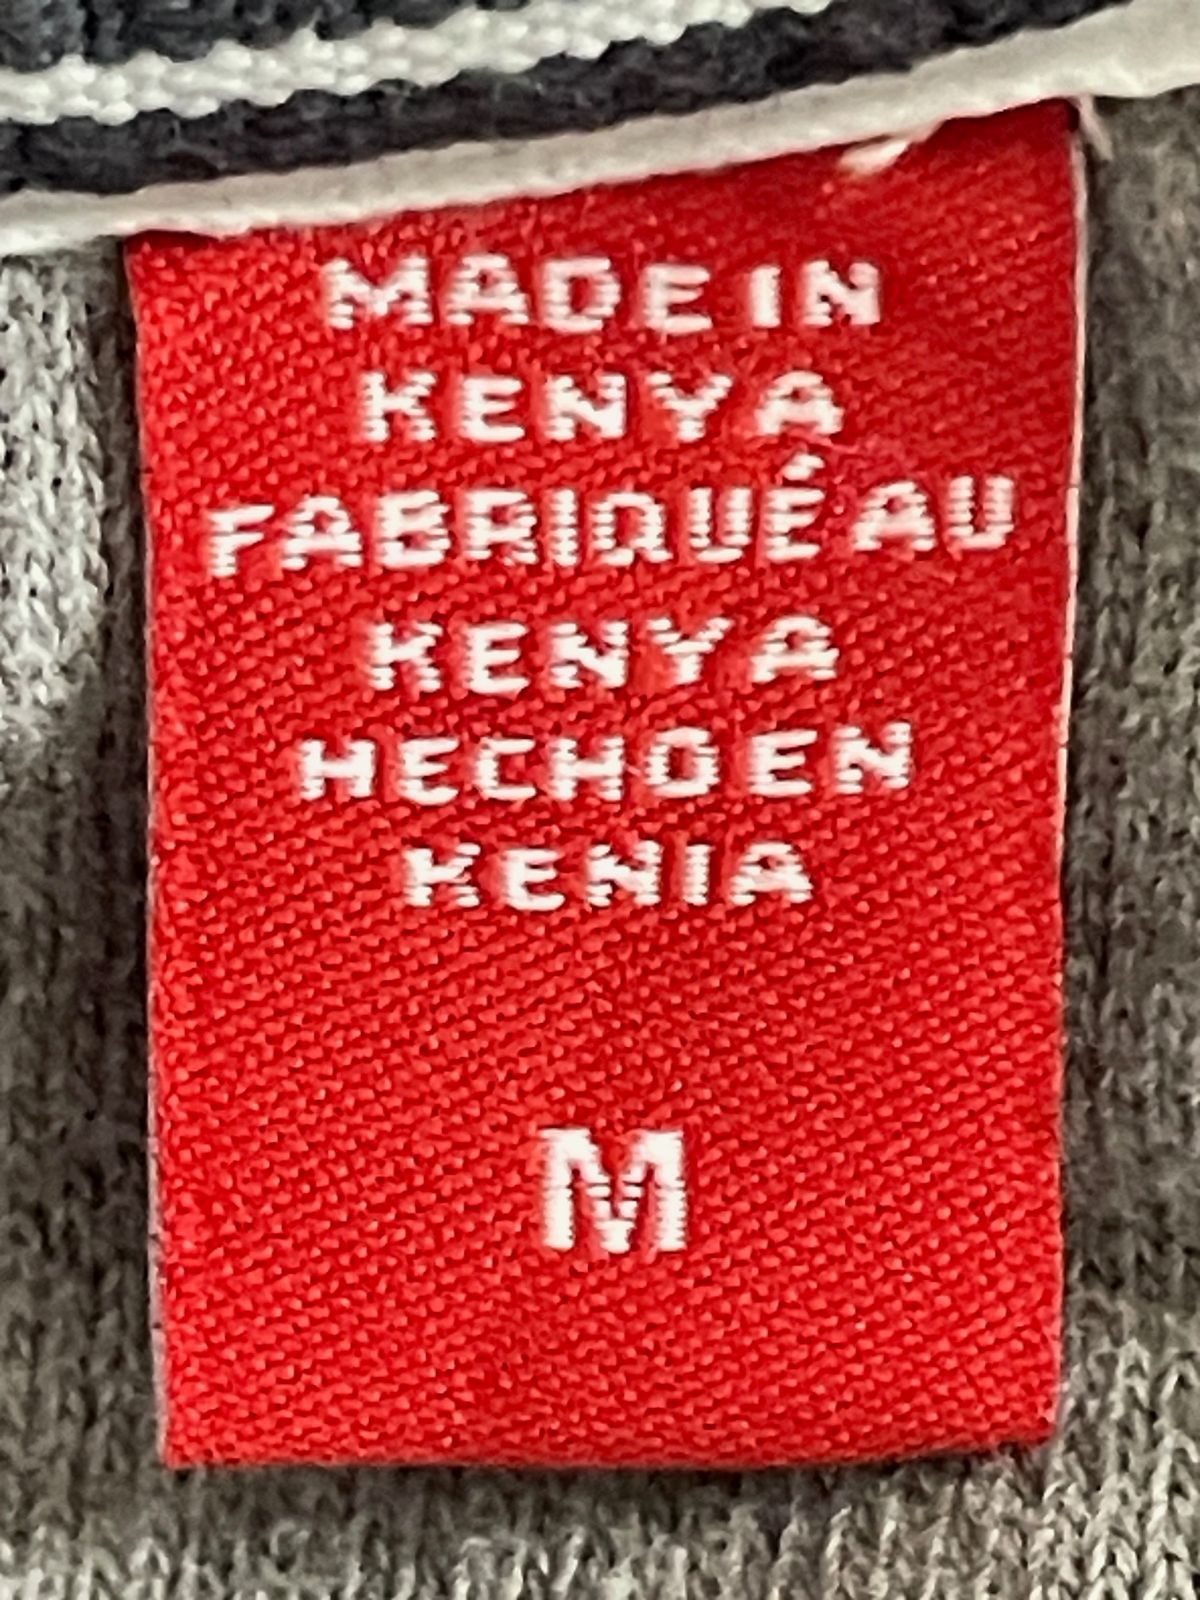 MADE IN
KENYA
FABRIQUÉ AU
KENYA
HECHO EN
KENIA
M